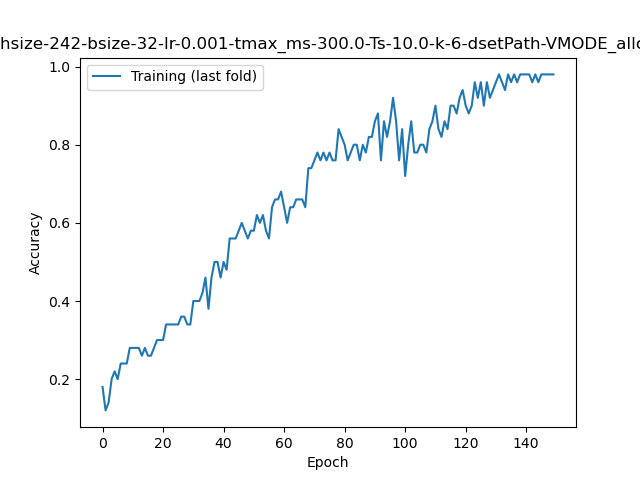 hsize-242-bsize-32-lr-0.001-tmax_ms-300.0-Ts-10.0-k-6-dsetPath-VMODE_allo
Training (last fold)
1.0
0.8
0.6
0.4
0.2
Accuracy
0 20 40 60 80 100 120 140
Epoch